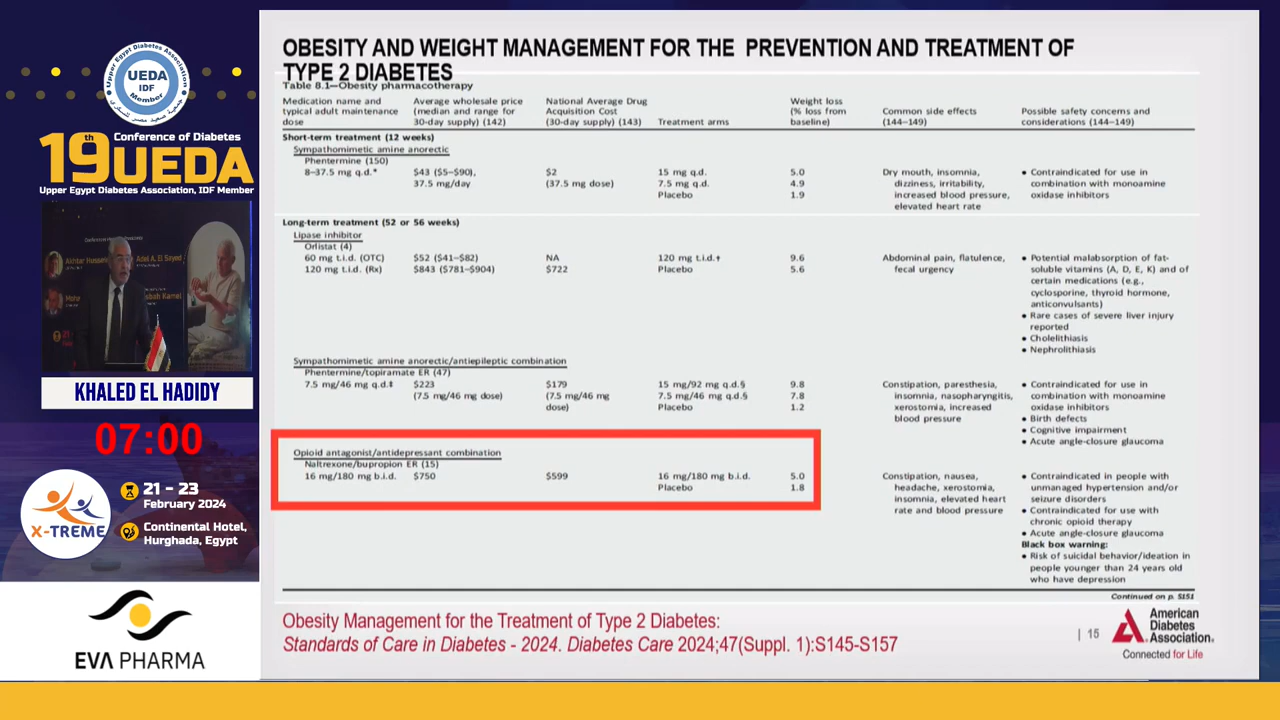 Upper Egypt Diabetes Association
UEDA
IDF
Member
19th Conference of Diabetes
UEDA
Upper Egypt Diabetes Association, IDF Member
Akhtar Hussain
Adel A. El Sayed
KHALED EL HADIDY
07:00
X-TREME
21 - 23
February 2024
Continental Hotel,
Hurghada, Egypt
EVA PHARMA
OBESITY AND WEIGHT MANAGEMENT FOR THE PREVENTION AND TREATMENT OF
TYPE 2 DIABETES
Table 8.1—Obesity pharmacotherapy
Medication name and typical adult maintenance dose
Average wholesale price (median and range for 30-day supply) (142)
National Average Drug Acquisition Cost (30-day supply) (143)
Treatment arms
Weight loss (% loss from baseline)
Common side effects (144–149)
Possible safety concerns and considerations (144–149)
Short-term treatment (12 weeks)
Sympathomimetic amine anorectic
Phentermine (150)
8–37.5 mg q.d.* $43 ($5–$90), $2 15 mg q.d. 5.0 Dry mouth, insomnia, • Contraindicated for use in
37.5 mg/day (37.5 mg dose) 7.5 mg q.d. 4.9 dizziness, irritability, combination with monoamine
Placebo 1.9 increased blood pressure, oxidase inhibitors
elevated heart rate
Long-term treatment (52 or 56 weeks)
Lipase inhibitor
Orlistat (4)
60 mg t.i.d. (OTC) $52 ($41–$82) NA 120 mg t.i.d.† 9.6 Abdominal pain, flatulence, • Potential malabsorption of fat-
120 mg t.i.d. (Rx) $843 ($781–$904) $722 Placebo 5.6 fecal urgency soluble vitamins (A, D, E, K) and of
certain medications (e.g.,
cyclosporine, thyroid hormone,
anticonvulsants)
• Rare cases of severe liver injury
reported
• Cholelithiasis
• Nephrolithiasis
Sympathomimetic amine anorectic/antiepileptic combination
Phentermine/topiramate ER (47)
7.5 mg/46 mg q.d.‡ $223 $179 15 mg/92 mg q.d.§ 9.8 Constipation, paresthesia, • Contraindicated for use in
(7.5 mg/46 mg dose) (7.5 mg/46 mg 7.5 mg/46 mg q.d.§ 7.8 insomnia, nasopharyngitis, combination with monoamine
dose) Placebo 1.2 xerostomia, increased oxidase inhibitors
blood pressure • Birth defects
• Cognitive impairment
• Acute angle-closure glaucoma
Opioid antagonist/antidepressant combination
Naltrexone/bupropion ER (15)
16 mg/180 mg b.i.d. $750 $599 16 mg/180 mg b.i.d. 5.0 Constipation, nausea, • Contraindicated in people with
Placebo 1.8 headache, xerostomia, unmanaged hypertension and/or
insomnia, elevated heart seizure disorders
rate and blood pressure • Contraindicated for use with
chronic opioid therapy
• Acute angle-closure glaucoma
Black box warning:
• Risk of suicidal behavior/ideation in
people younger than 24 years old
who have depression
Continued on p. S151
Obesity Management for the Treatment of Type 2 Diabetes:
Standards of Care in Diabetes - 2024. Diabetes Care 2024;47(Suppl. 1):S145-S157
| 15
American
Diabetes
Association®
Connected for Life